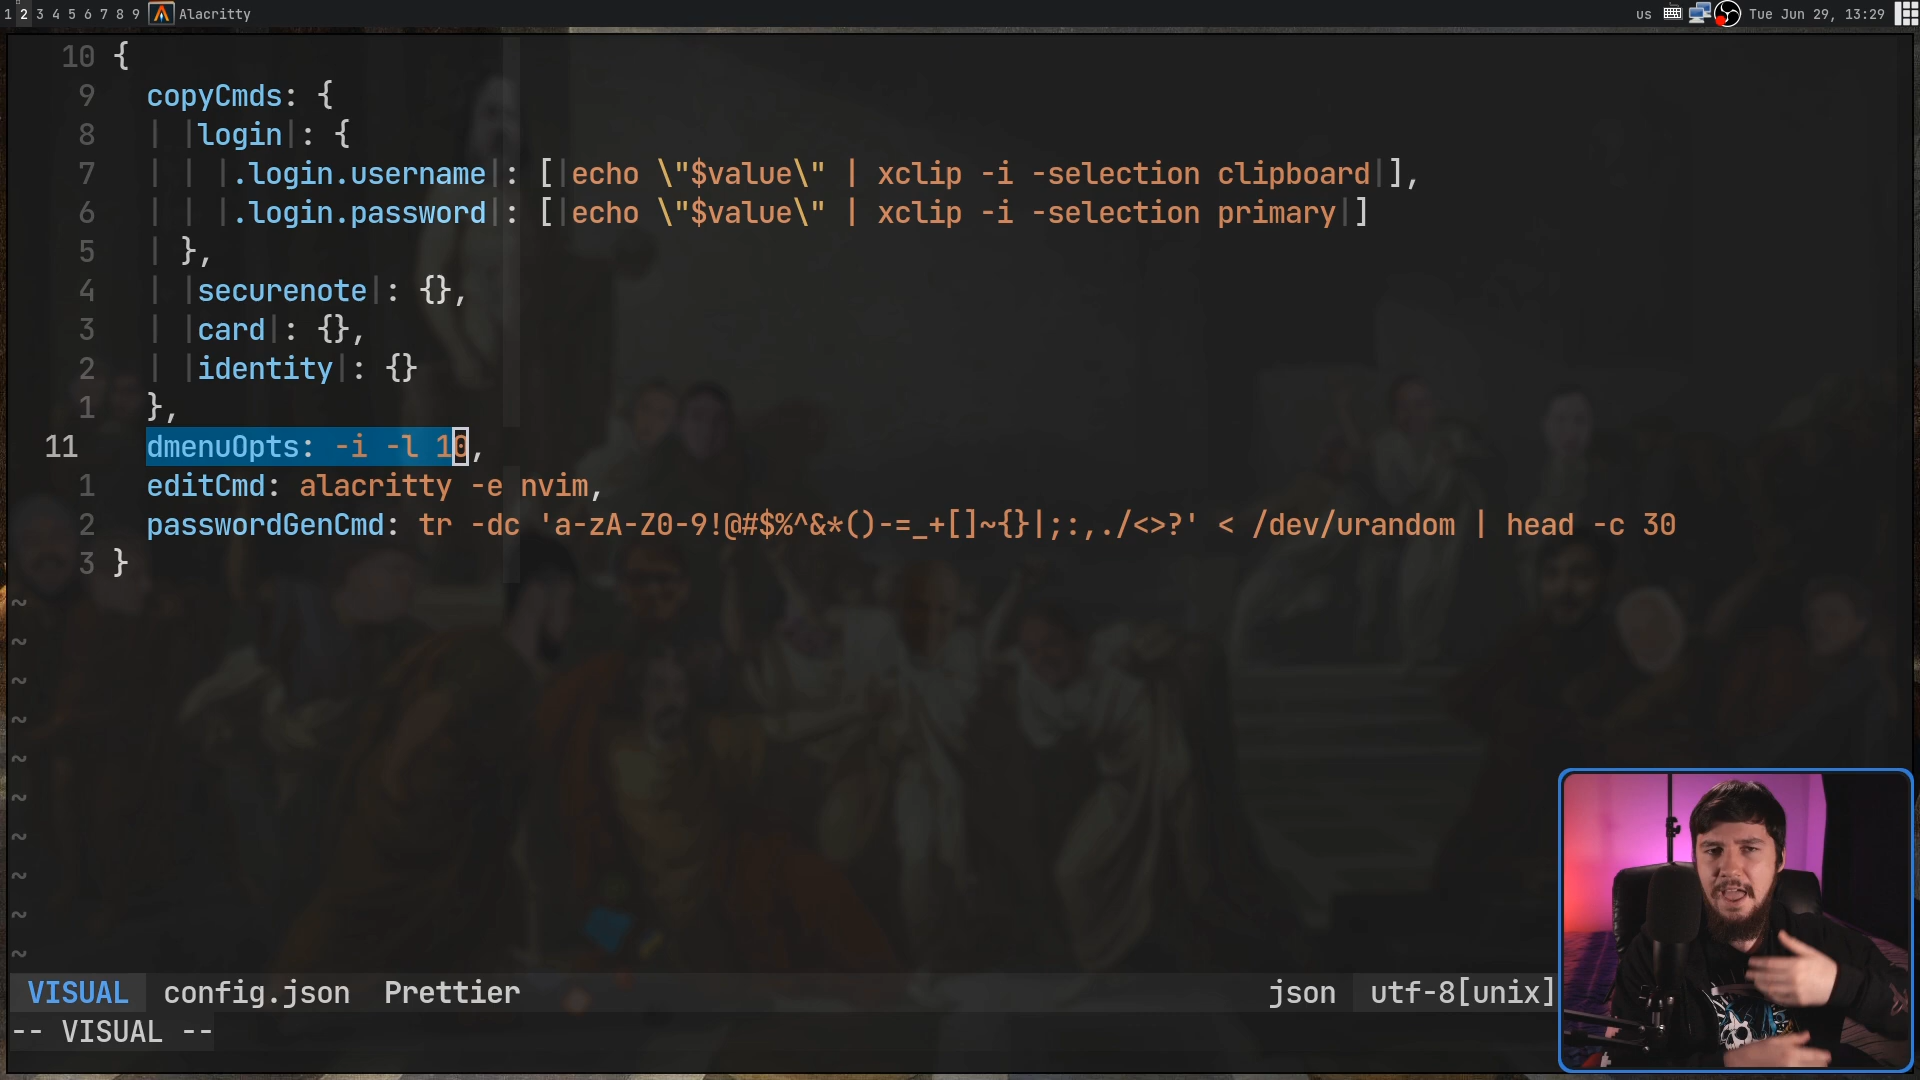 1 2 3 4 5 6 7 8 9 Alacritty us Tue Jun 29, 13:29
10 {
9 copyCmds: {
8 | |login|: {
7 | | |.login.username|: [|echo \"$value\" | xclip -i -selection clipboard|],
6 | | |.login.password|: [|echo \"$value\" | xclip -i -selection primary|]
5 | },
4 | |securenote|: {},
3 | |card|: {},
2 | |identity|: {}
1 },
11 dmenuOpts: -i -l 10,
1 editCmd: alacritty -e nvim,
2 passwordGenCmd: tr -dc 'a-zA-Z0-9!@#$%^&*()-=_+[]~{}|;:,./<>?' < /dev/urandom | head -c 30
3 }
~
~
~
~
~
~
~
~
~
~
VISUAL config.json Prettier json utf-8[unix]
-- VISUAL --